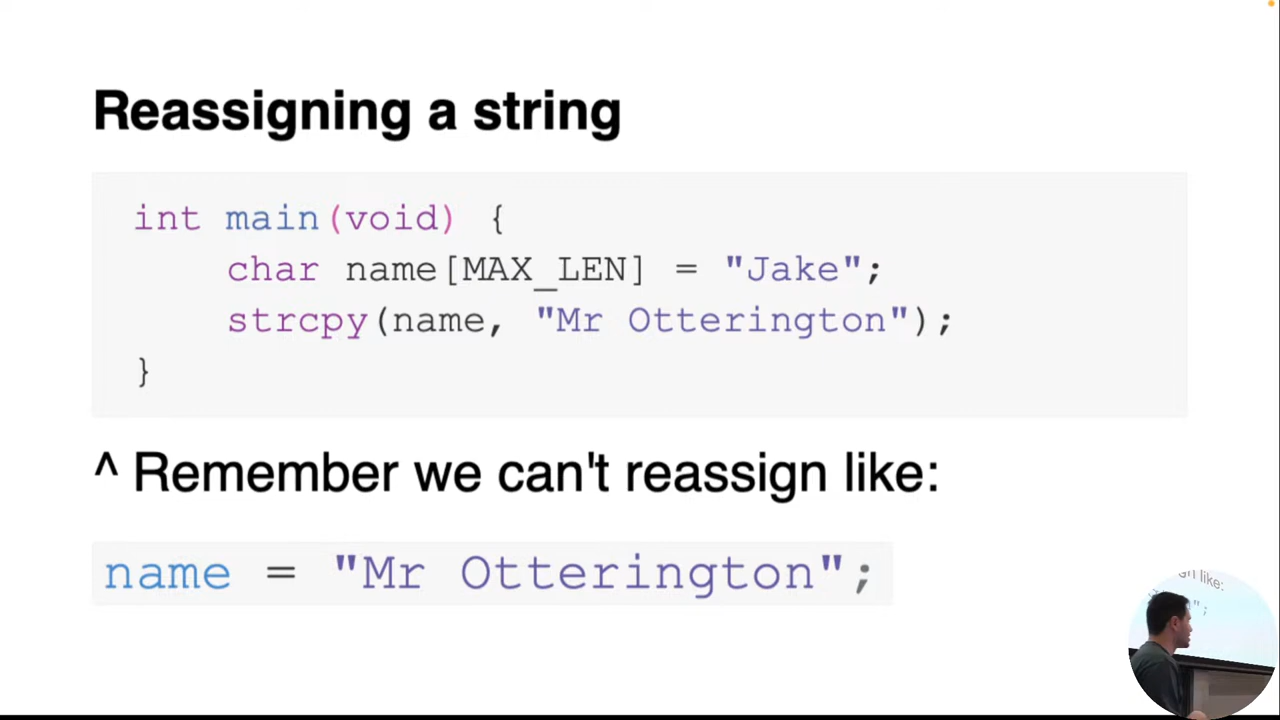 Reassigning a string
int main(void) {
    char name[MAX_LEN] = "Jake";
    strcpy(name, "Mr Otterington");
}
^ Remember we can't reassign like:
name = "Mr Otterington";
like:
";